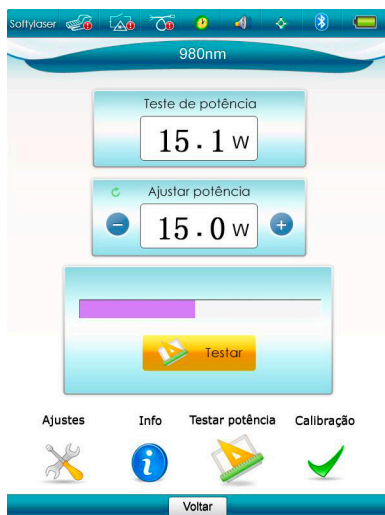 Softylaser
980nm
Teste de potência
15.1 W
Ajustar potência
− 15.0 W +
Testar
Ajustes Info Testar potência Calibração
Voltar